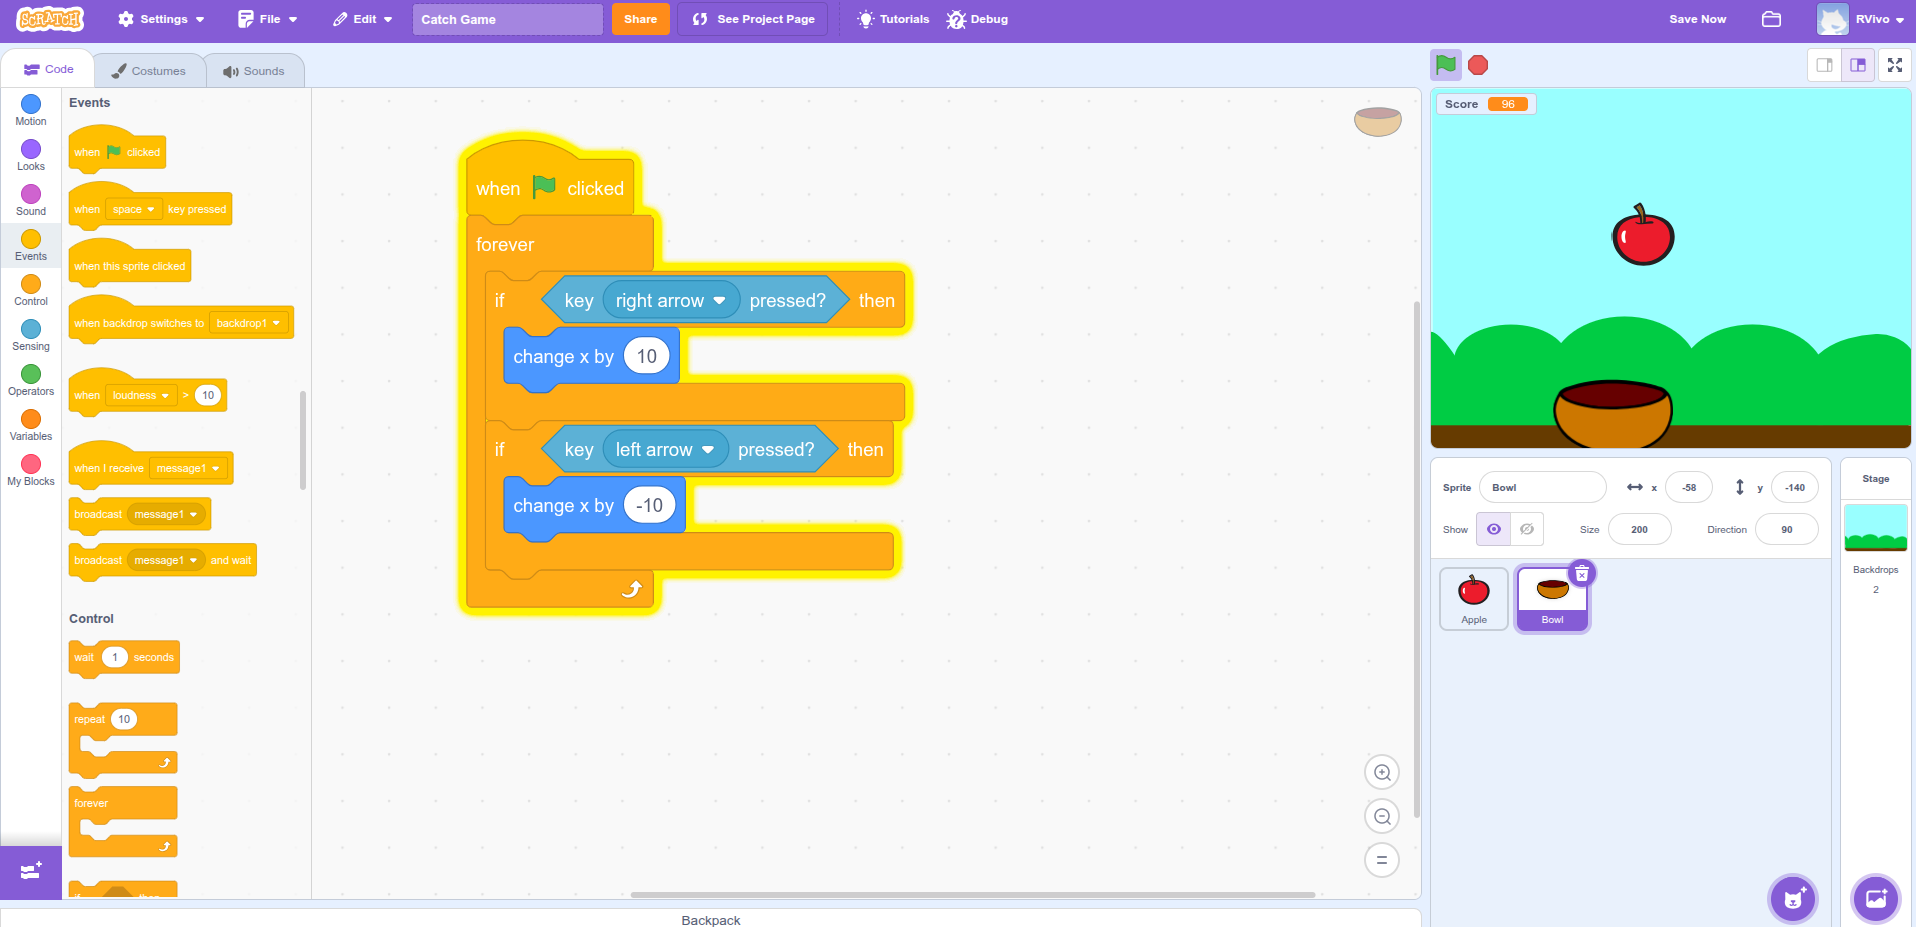 SCRATCH Settings File Edit Catch Game Share See Project Page Tutorials Debug Save Now RVivo
Code Costumes Sounds
Motion
Looks
Sound
Events
Control
Sensing
Operators
Variables
My Blocks
Events
when clicked
when space key pressed
when this sprite clicked
when backdrop switches to backdrop1
when loudness > 10
when I receive message1
broadcast message1
broadcast message1 and wait
Control
wait 1 seconds
repeat 10
forever
if then
when clicked
forever
if key right arrow pressed? then
change x by 10
if key left arrow pressed? then
change x by -10
Backpack
Score 96
Sprite Bowl x -58 y -140
Show Size 200 Direction 90
Apple
Bowl
Stage
Backdrops
2